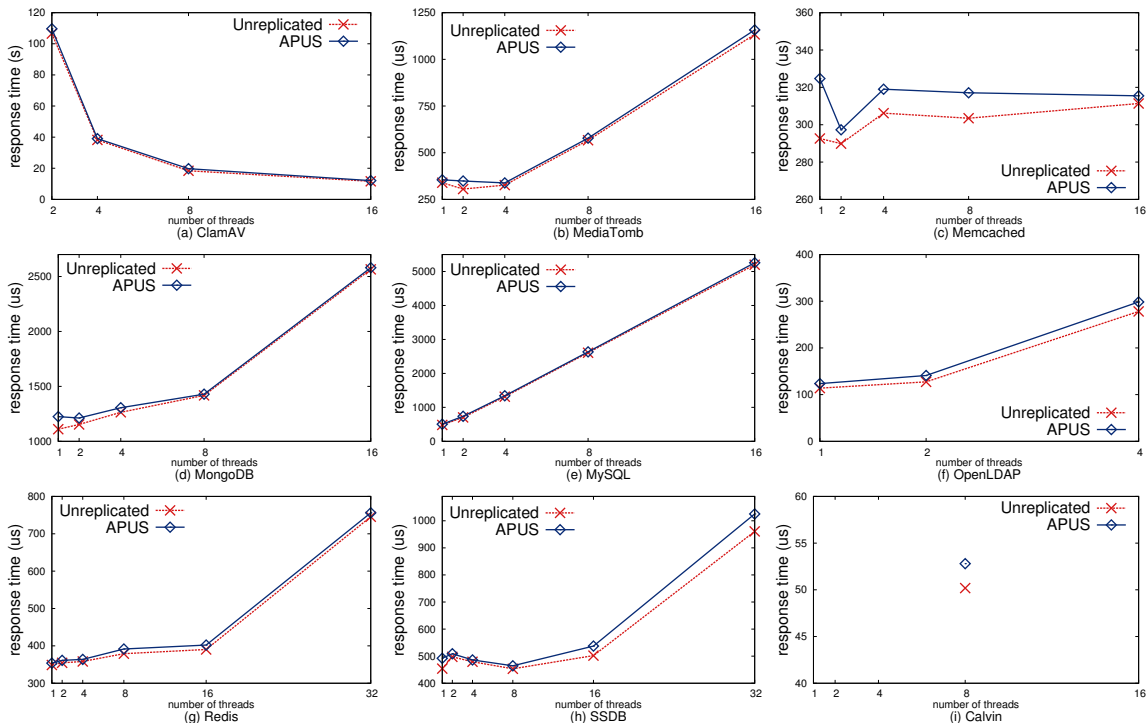 120
100
80
60
40
20
0
response time (s)
Unreplicated
APUS
2 4 8 16
number of threads
(a) ClamAV
1250
1000
750
500
250
response time (us)
Unreplicated
APUS
1 2 4 8 16
number of threads
(b) MediaTomb
360
340
320
300
280
260
response time (us)
Unreplicated
APUS
1 2 4 8 16
number of threads
(c) Memcached
2500
2000
1500
1000
response time (us)
Unreplicated
APUS
1 2 4 8 16
number of threads
(d) MongoDB
5000
4000
3000
2000
1000
0
response time (us)
Unreplicated
APUS
1 2 4 8 16
number of threads
(e) MySQL
400
300
200
100
0
response time (us)
Unreplicated
APUS
1 2 4
number of threads
(f) OpenLDAP
800
700
600
500
400
300
response time (us)
Unreplicated
APUS
1 2 4 8 16 32
number of threads
(g) Redis
1000
900
800
700
600
500
400
response time (us)
Unreplicated
APUS
1 2 4 8 16 32
number of threads
(h) SSDB
60
55
50
45
40
response time (us)
Unreplicated
APUS
1 2 4 8 16
number of threads
(i) Calvin